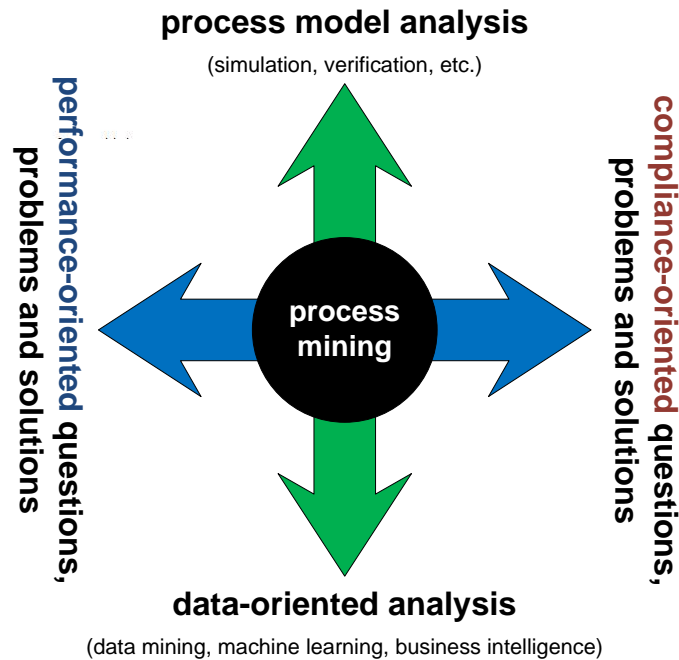 process model analysis
(simulation, verification, etc.)
performance-oriented questions,
problems and solutions
compliance-oriented questions,
problems and solutions
process
mining
data-oriented analysis
(data mining, machine learning, business intelligence)